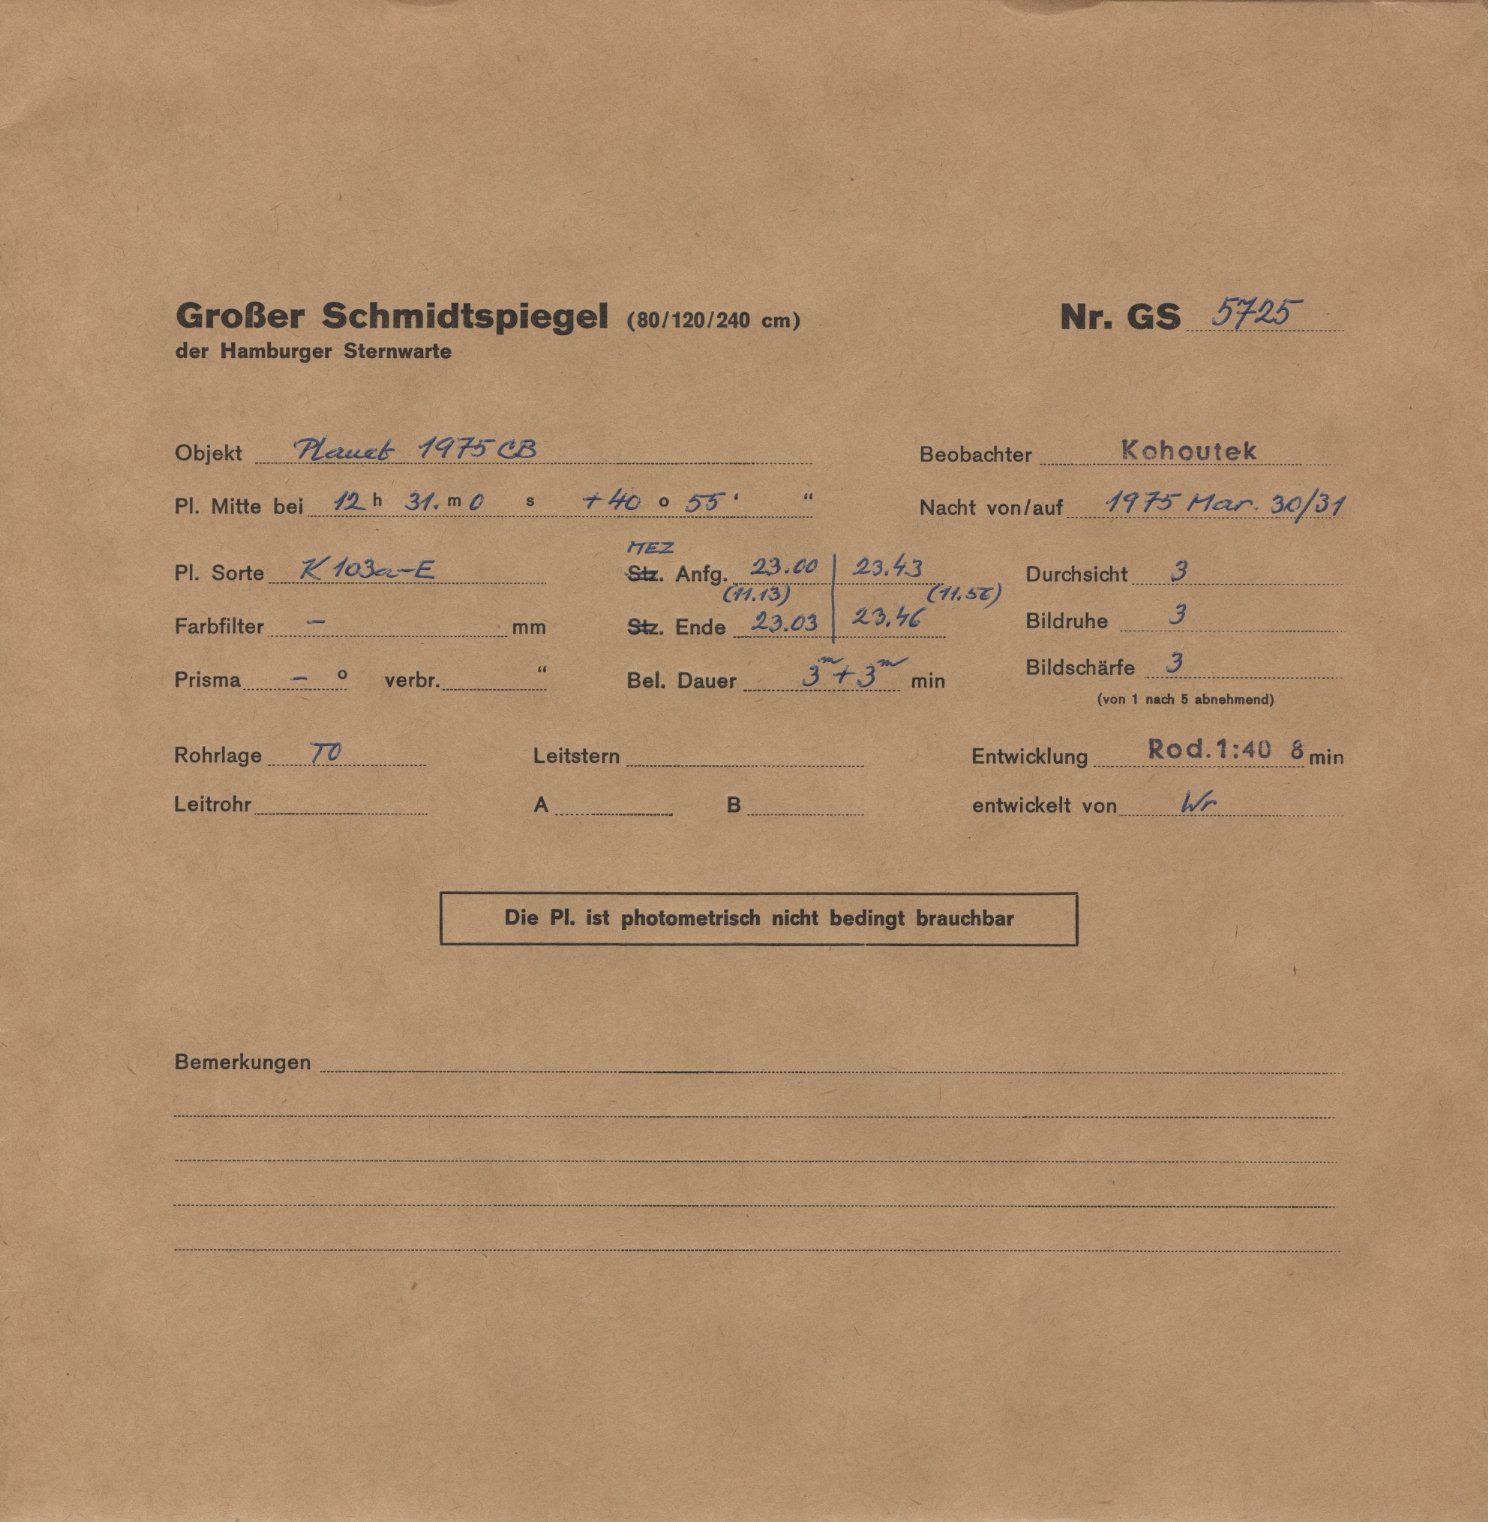 Großer Schmidtspiegel (80/120/240 cm) Nr. GS 5725
der Hamburger Sternwarte
Objekt Planet 1975 CB Beobachter Kohoutek
Pl. Mitte bei 12 h 31. m 0 s +40 o 55 ' “ Nacht von/auf 1975 Mar. 30/31
MEZ
Pl. Sorte K 103a-E Stz. Anfg. 23.00 | 23.43 Durchsicht 3
(11.13) (11.56)
Farbfilter – mm Stz. Ende 23.03 | 23.46 Bildruhe 3
Prisma – o verbr. “ Bel. Dauer 3m + 3m min Bildschärfe 3
(von 1 nach 5 abnehmend)
Rohrlage TO Leitstern Entwicklung Rod. 1:40 8 min
Leitrohr A B entwickelt von Wr
Die Pl. ist photometrisch nicht bedingt brauchbar
Bemerkungen